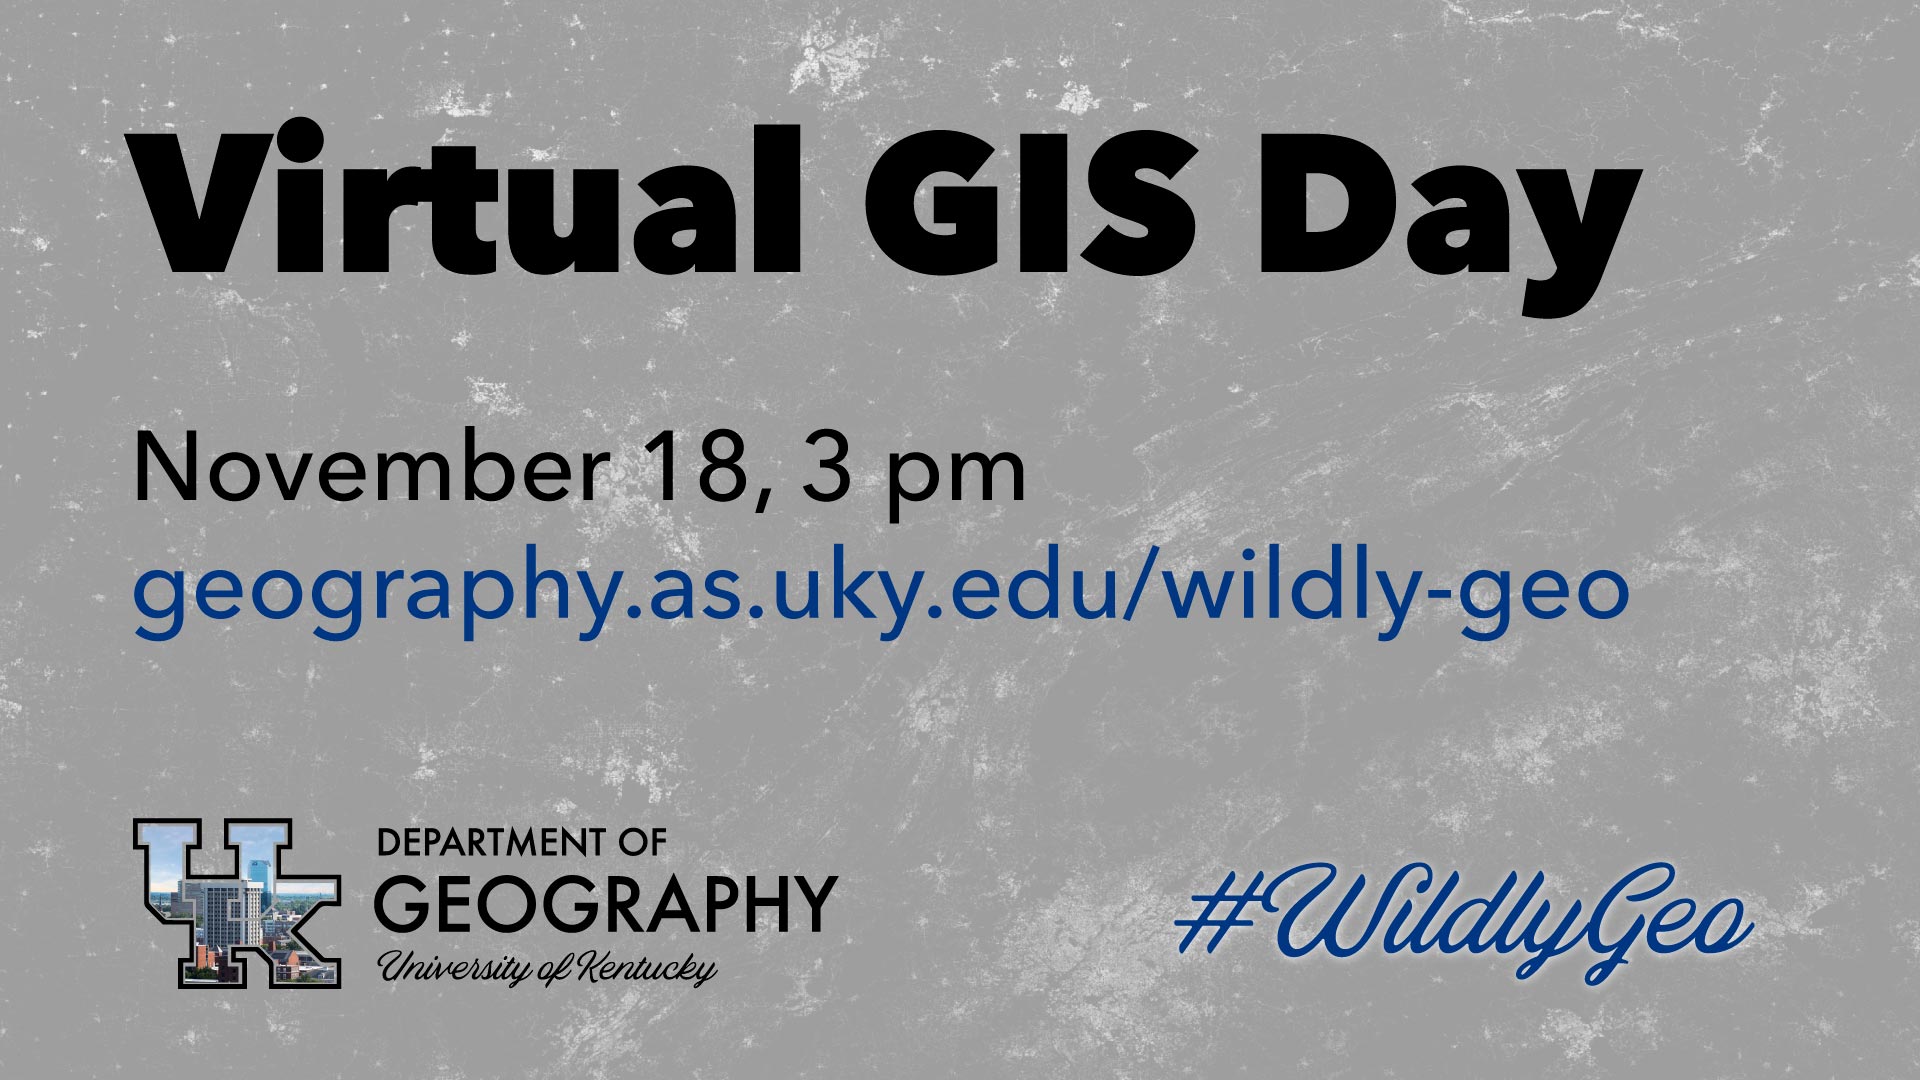 Virtual GIS Day
November 18, 3 pm
geography.as.uky.edu/wildly-geo
UK
DEPARTMENT OF
GEOGRAPHY
University of Kentucky
#WildlyGeo